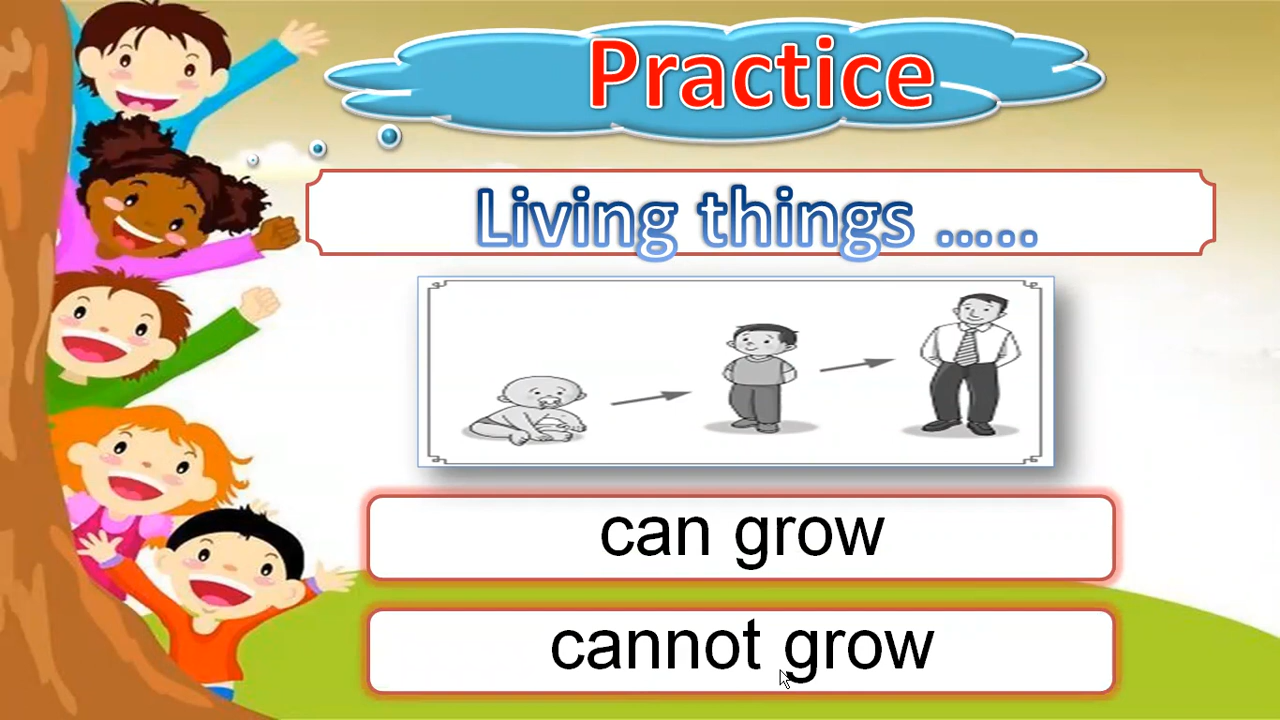 Practice
Living things .....
can grow
cannot grow